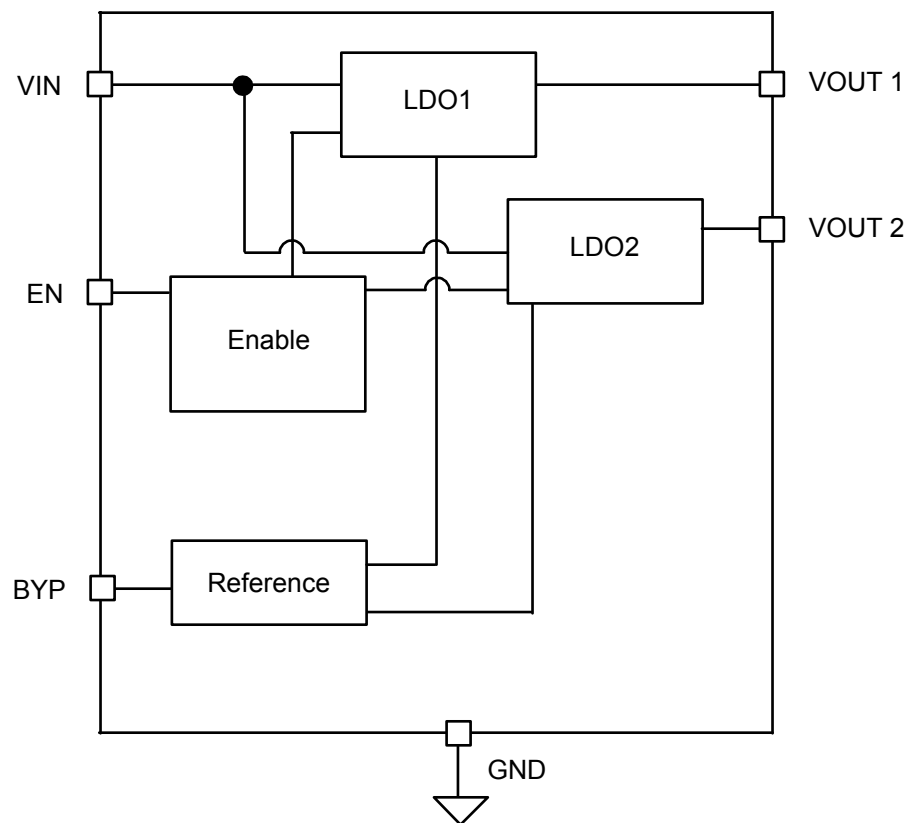 VIN
LDO1
VOUT 1
LDO2
VOUT 2
EN
Enable
Reference
BYP
GND